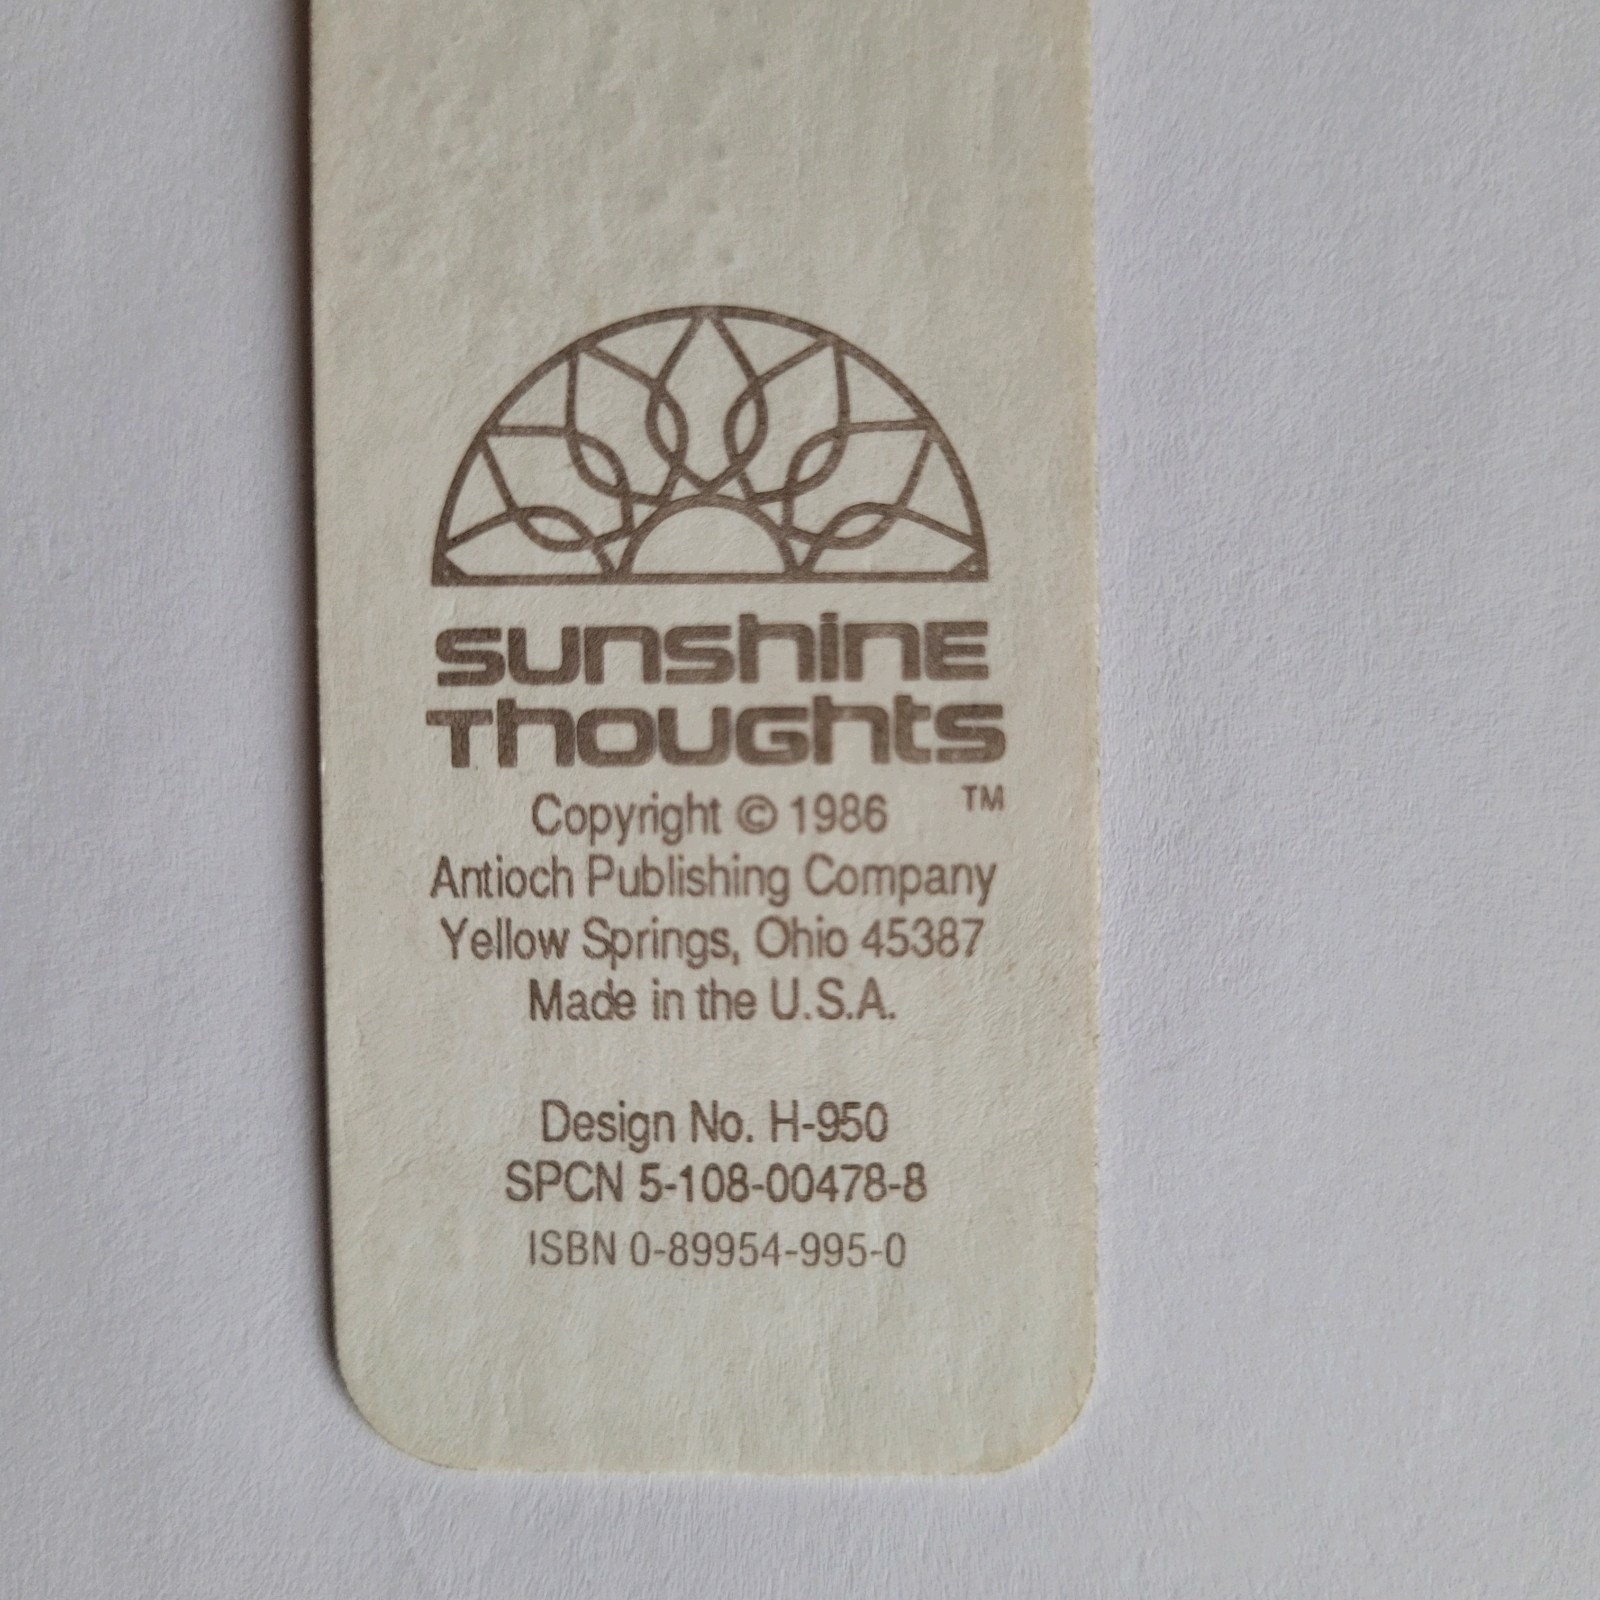 SUNSHINE
THOUGHTS
TM
Copyright © 1986
Antioch Publishing Company
Yellow Springs, Ohio 45387
Made in the U.S.A.
Design No. H-950
SPCN 5-108-00478-8
ISBN 0-89954-995-0